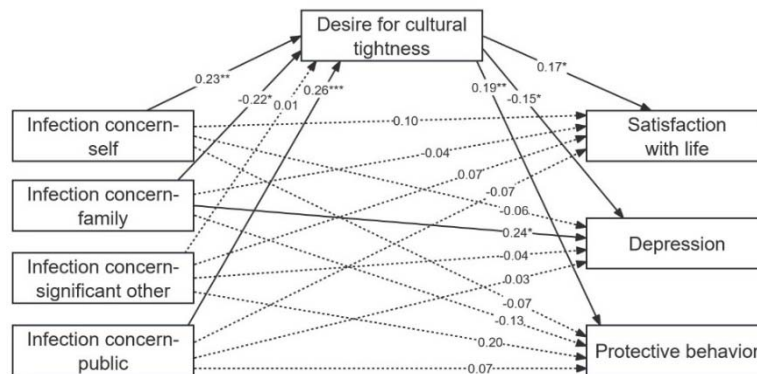 Desire for cultural
tightness
0.23**
-0.22*
0.01
0.26***
0.19**
-0.15*
0.17*
Infection concern-
self
Infection concern-
family
Infection concern-
significant other
Infection concern-
public
0.10
-0.04
0.07
-0.07
-0.06
0.24*
-0.04
-0.03
-0.07
-0.13
0.20
0.07
Satisfaction
with life
Depression
Protective behavior